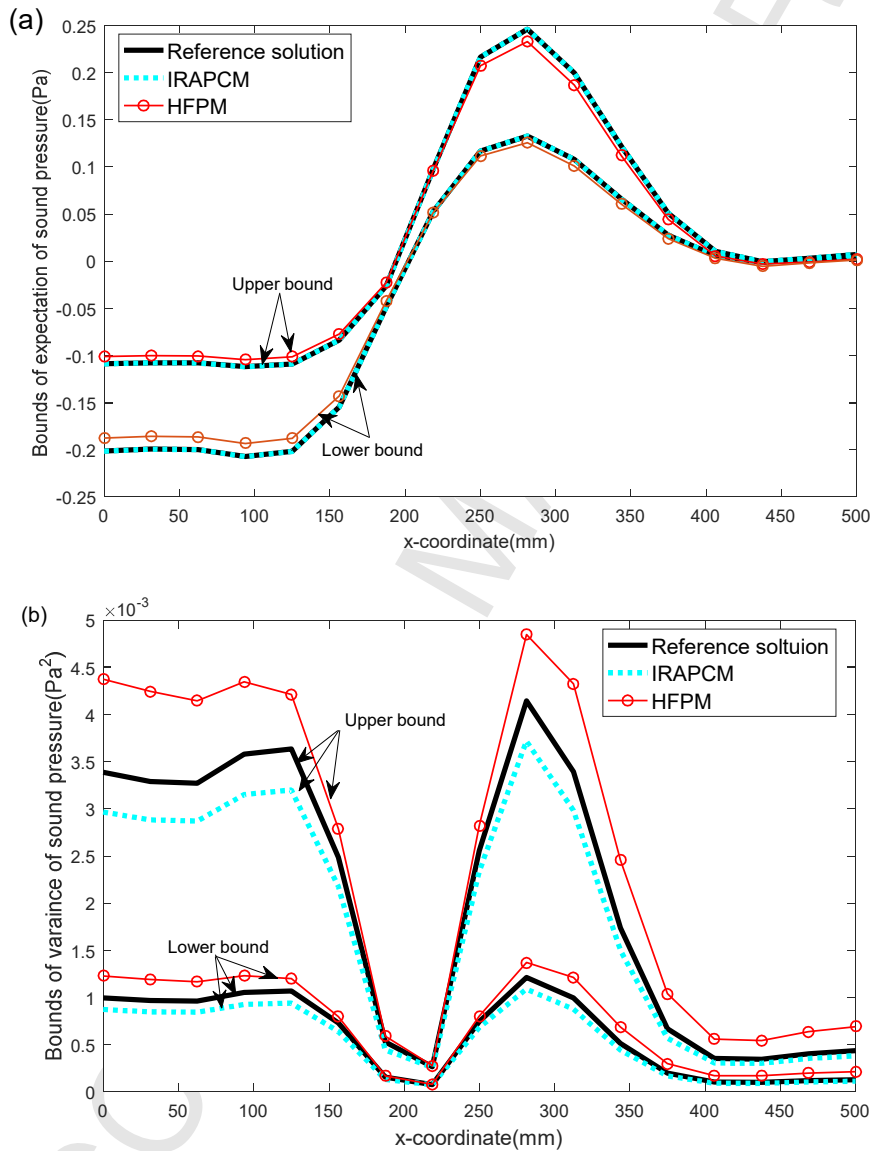 (a)
Reference solution
IRAPCM
HFPM
Upper bound
Lower bound
Bounds of expectation of sound pressure(Pa)
0.25
0.2
0.15
0.1
0.05
0
-0.05
-0.1
-0.15
-0.2
-0.25
0 50 100 150 200 250 300 350 400 450 500
x-coordinate(mm)
(b)
×10⁻³
Reference soltuion
IRAPCM
HFPM
Upper bound
Lower bound
Bounds of varaince of sound pressure(Pa²)
5
4.5
4
3.5
3
2.5
2
1.5
1
0.5
0
0 50 100 150 200 250 300 350 400 450 500
x-coordinate(mm)